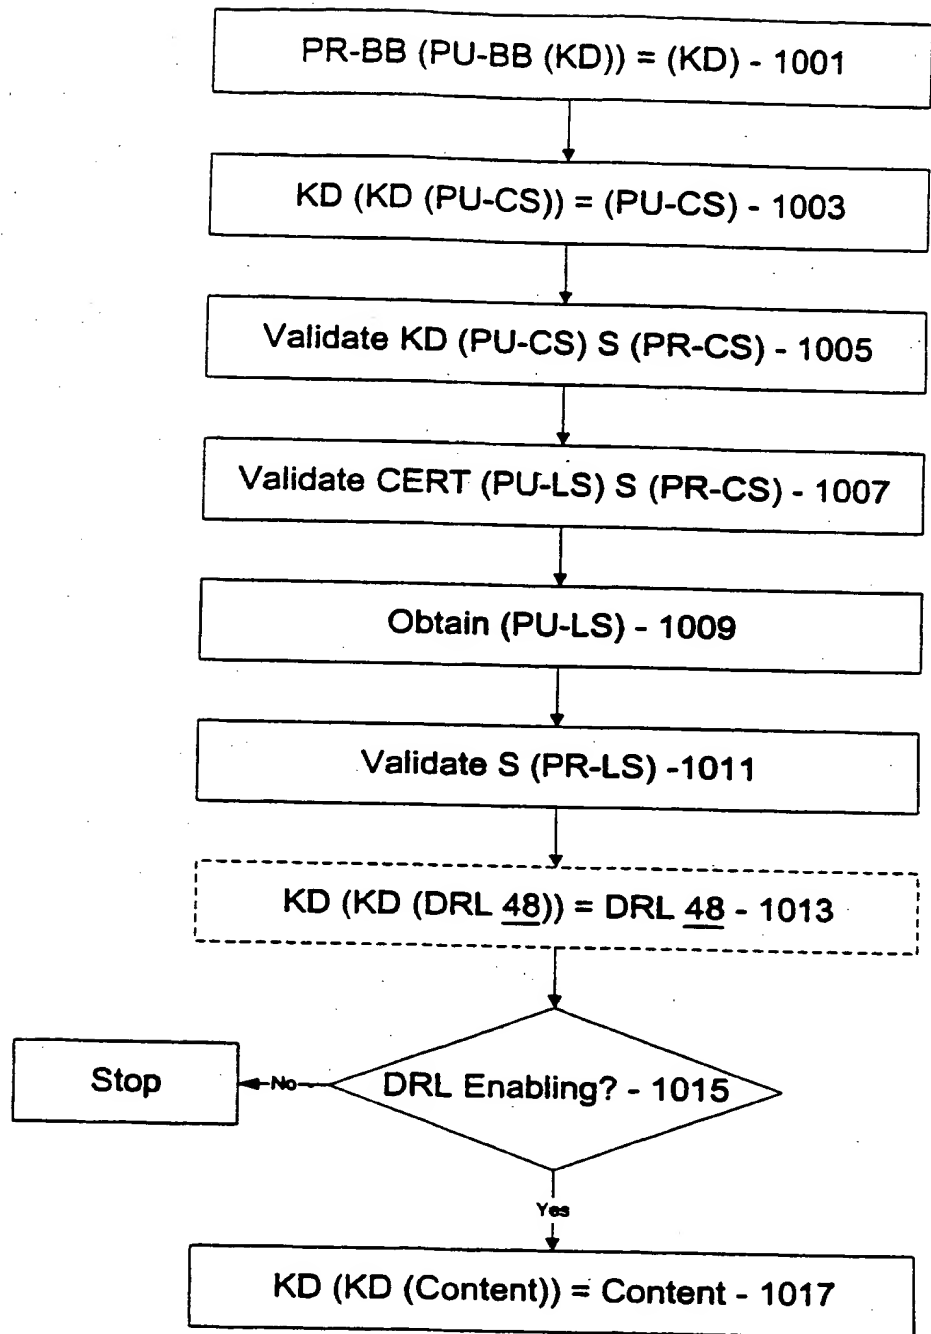 PR-BB (PU-BB (KD)) = (KD) - 1001
KD (KD (PU-CS)) = (PU-CS) - 1003
Validate KD (PU-CS) S (PR-CS) - 1005
Validate CERT (PU-LS) S (PR-CS) - 1007
Obtain (PU-LS) - 1009
Validate S (PR-LS) -1011
KD (KD (DRL 48)) = DRL 48 - 1013
Stop
No
DRL Enabling? - 1015
Yes
KD (KD (Content)) = Content - 1017